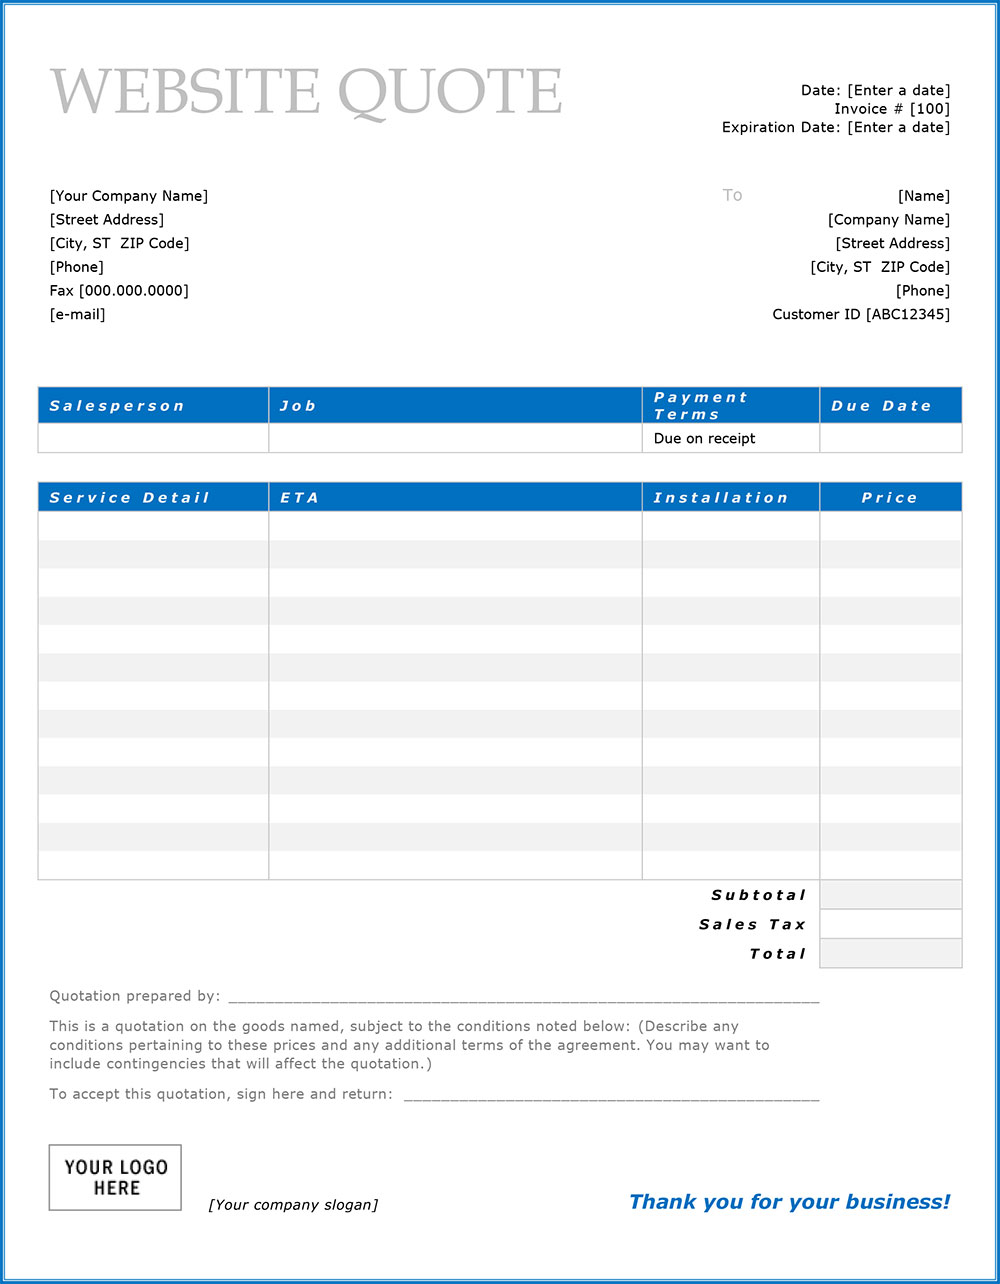 WEBSITE QUOTE
Date: [Enter a date]
Invoice # [100]
Expiration Date: [Enter a date]
[Your Company Name]
[Street Address]
[City, ST  ZIP Code]
[Phone]
Fax [000.000.0000]
[e-mail]
To [Name]
[Company Name]
[Street Address]
[City, ST  ZIP Code]
[Phone]
Customer ID [ABC12345]
Salesperson Job Payment Terms Due Date
Due on receipt
Service Detail ETA Installation Price
Subtotal
Sales Tax
Total
Quotation prepared by: ________________________________________________________________
This is a quotation on the goods named, subject to the conditions noted below: (Describe any
conditions pertaining to these prices and any additional terms of the agreement. You may want to
include contingencies that will affect the quotation.)
To accept this quotation, sign here and return: _____________________________________________
YOUR LOGO
HERE
[Your company slogan]
Thank you for your business!